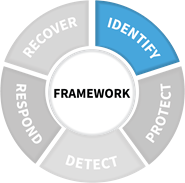 RECOVER
IDENTIFY
FRAMEWORK
RESPOND
PROTECT
DETECT